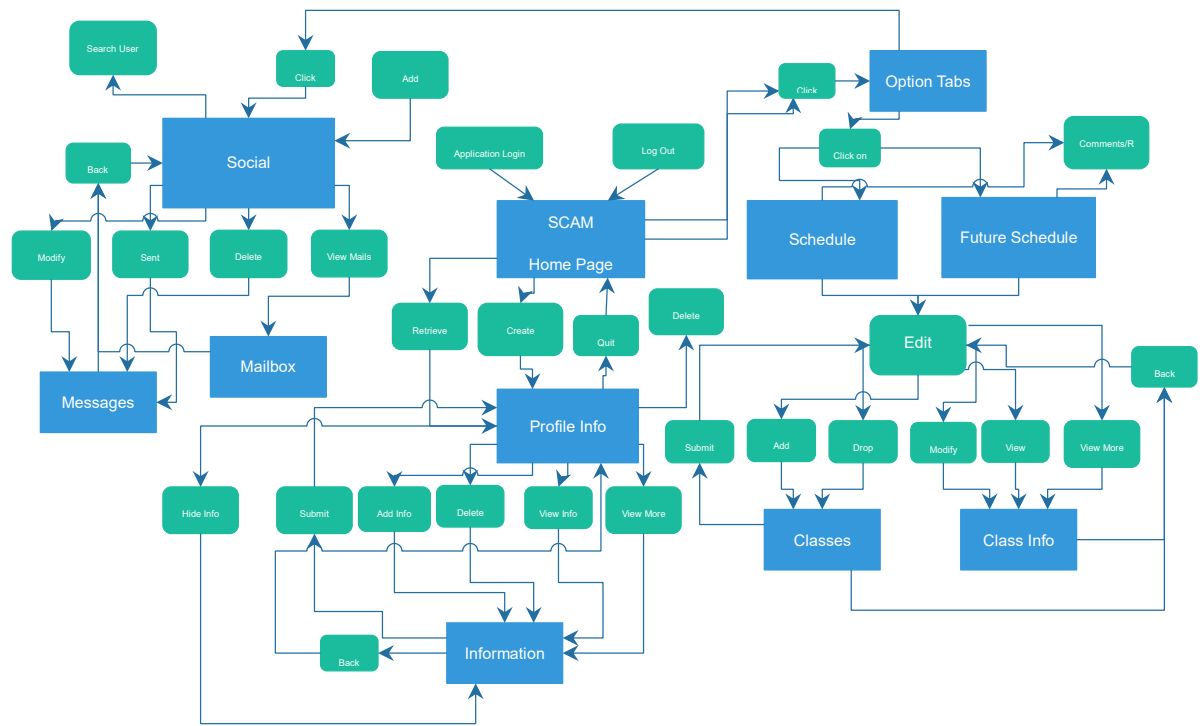 Search User
Click
Add
Click
Option Tabs
Social
Back
Application Login
Log Out
Click on
Comments/R
Modify
Sent
Delete
View Mails
SCAM
Home Page
Schedule
Future Schedule
Retrieve
Create
Quit
Delete
Edit
Mailbox
Messages
Back
Profile Info
Submit
Add
Drop
Modify
View
View More
Hide Info
Submit
Add Info
Delete
View Info
View More
Classes
Class Info
Back
Information